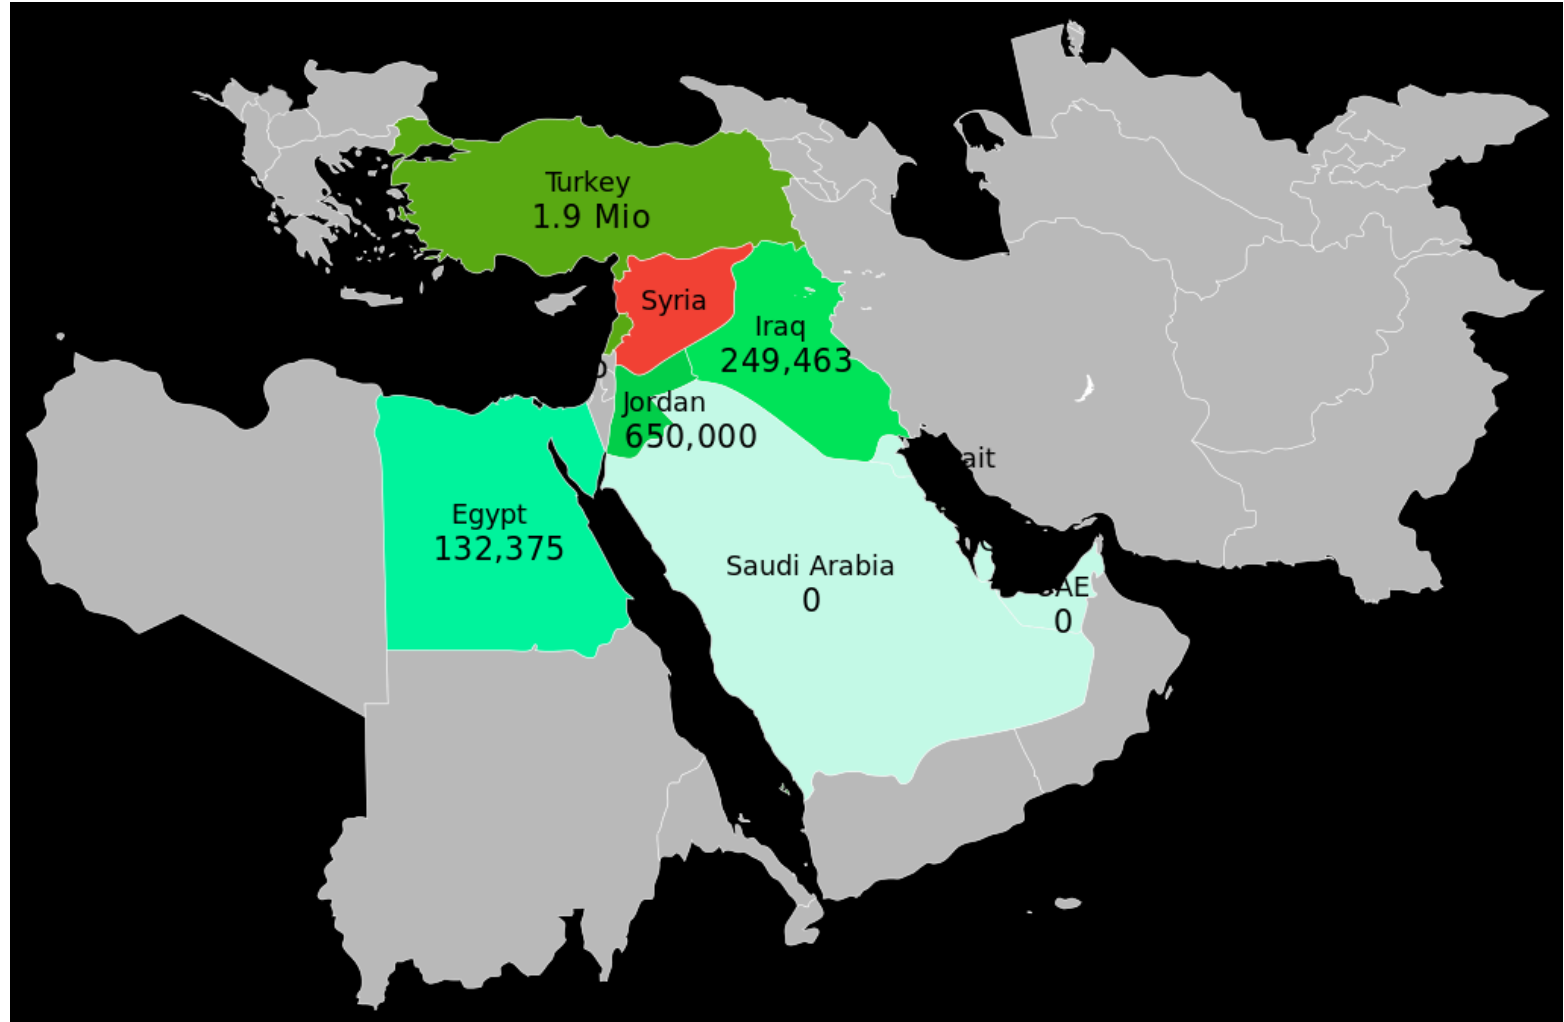 Turkey
1.9 Mio
Syria
Iraq
249,463
Jordan
650,000
Egypt
132,375
Saudi Arabia
0
0